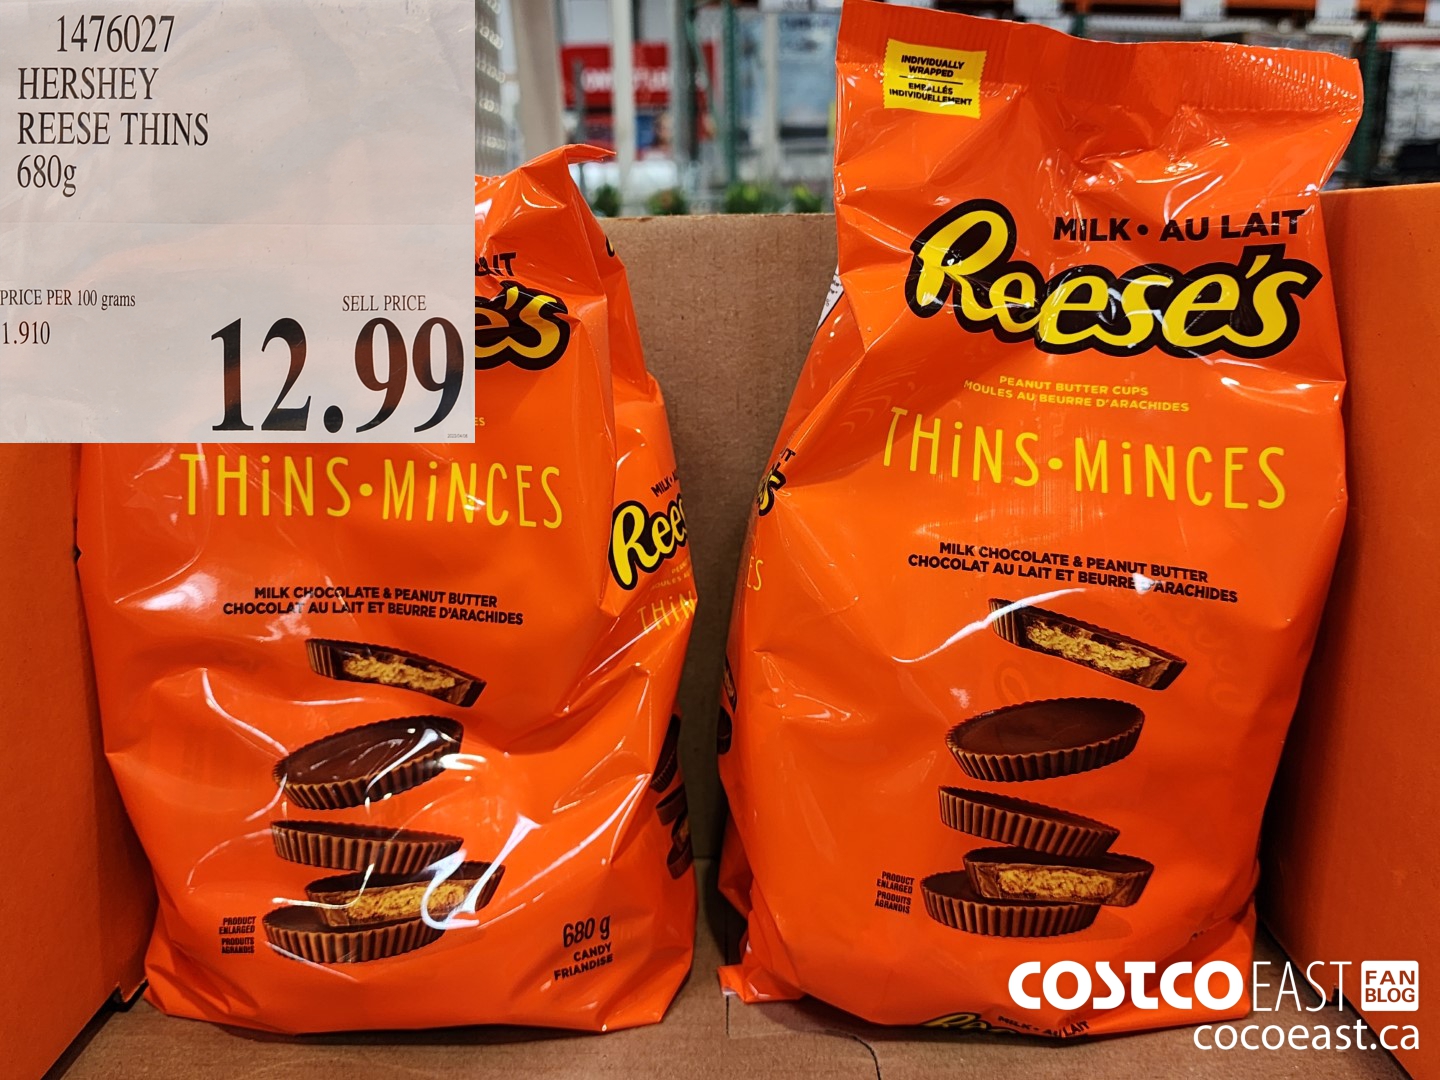 1476027
HERSHEY
REESE THINS
680g
PRICE PER 100 grams
1.910
SELL PRICE
12.99
INDIVIDUALLY
WRAPPED
EMBALLÉS
INDIVIDUELLEMENT
MILK • AU LAIT
Reese's
PEANUT BUTTER CUPS
MOULES AU BEURRE D'ARACHIDES
THiNS • MiNCES
MILK CHOCOLATE & PEANUT BUTTER
CHOCOLAT AU LAIT ET BEURRE D'ARACHIDES
PRODUCT
ENLARGED
PRODUITS
AGRANDIS
THiNS • MiNCES
MILK CHOCOLATE & PEANUT BUTTER
CHOCOLAT AU LAIT ET BEURRE D'ARACHIDES
PRODUCT
ENLARGED
PRODUITS
AGRANDIS
680 g
CANDY
FRIANDISE
COSTCO EAST FAN BLOG
cocoeast.ca